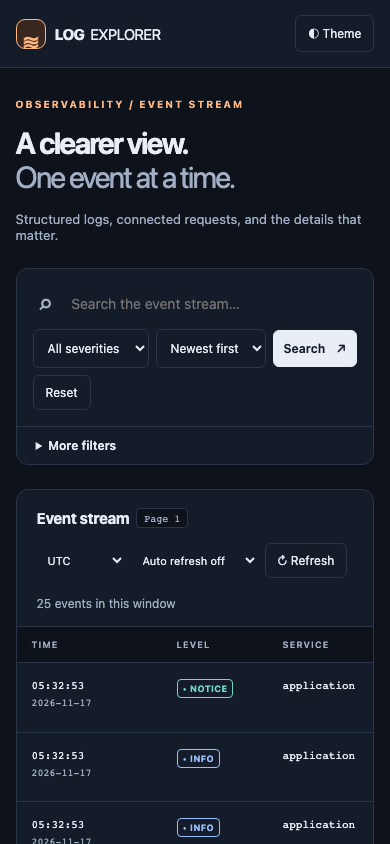 LOG EXPLORER
Theme
OBSERVABILITY / EVENT STREAM
A clearer view.
One event at a time.
Structured logs, connected requests, and the details that
matter.
Search the event stream...
All severities
Newest first
Search ↗
Reset
More filters
Event stream
Page 1
UTC
Auto refresh off
↻ Refresh
25 events in this window
TIME LEVEL SERVICE
05:32:53 • NOTICE application
2026-11-17
05:32:53 • INFO application
2026-11-17
05:32:53 • INFO application
2026-11-17